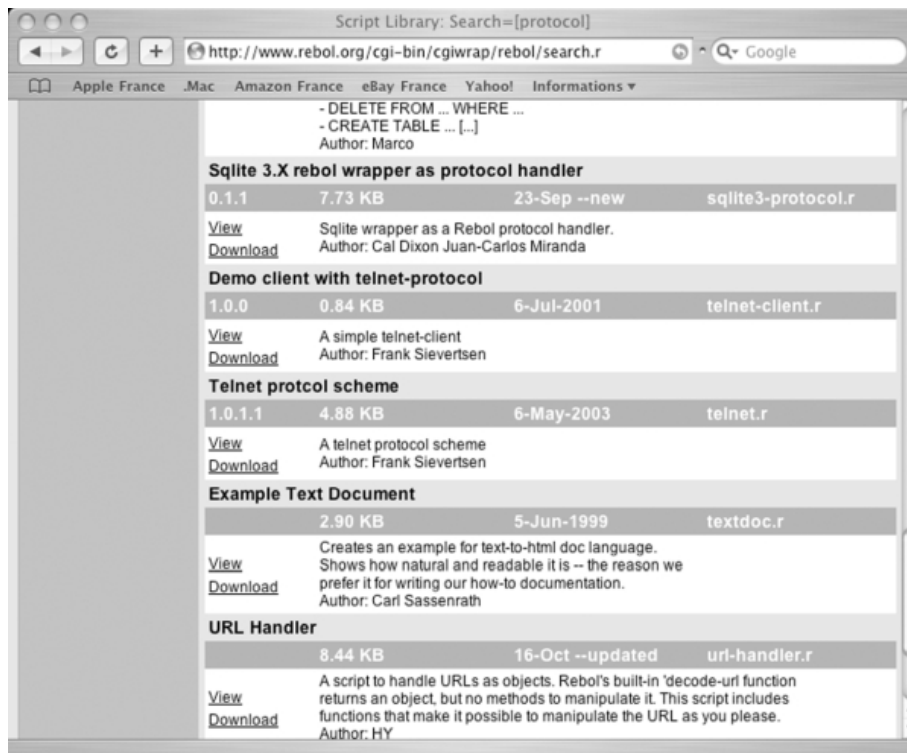 Script Library: Search=[protocol]
http://www.rebol.org/cgi-bin/cgiwrap/rebol/search.r
Google
Apple France .Mac Amazon France eBay France Yahoo! Informations ▾
- DELETE FROM ... WHERE ...
- CREATE TABLE ... [...]
Author: Marco
Sqlite 3.X rebol wrapper as protocol handler
0.1.1 7.73 KB 23-Sep --new sqlite3-protocol.r
View
Download
Sqlite wrapper as a Rebol protocol handler.
Author: Cal Dixon Juan-Carlos Miranda
Demo client with telnet-protocol
1.0.0 0.84 KB 6-Jul-2001 telnet-client.r
View
Download
A simple telnet-client
Author: Frank Sievertsen
Telnet protcol scheme
1.0.1.1 4.88 KB 6-May-2003 telnet.r
View
Download
A telnet protocol scheme
Author: Frank Sievertsen
Example Text Document
2.90 KB 5-Jun-1999 textdoc.r
View
Download
Creates an example for text-to-html doc language.
Shows how natural and readable it is -- the reason we
prefer it for writing our how-to documentation.
Author: Carl Sassenrath
URL Handler
8.44 KB 16-Oct --updated url-handler.r
View
Download
A script to handle URLs as objects. Rebol's built-in 'decode-url function
returns an object, but no methods to manipulate it. This script includes
functions that make it possible to manipulate the URL as you please.
Author: HY